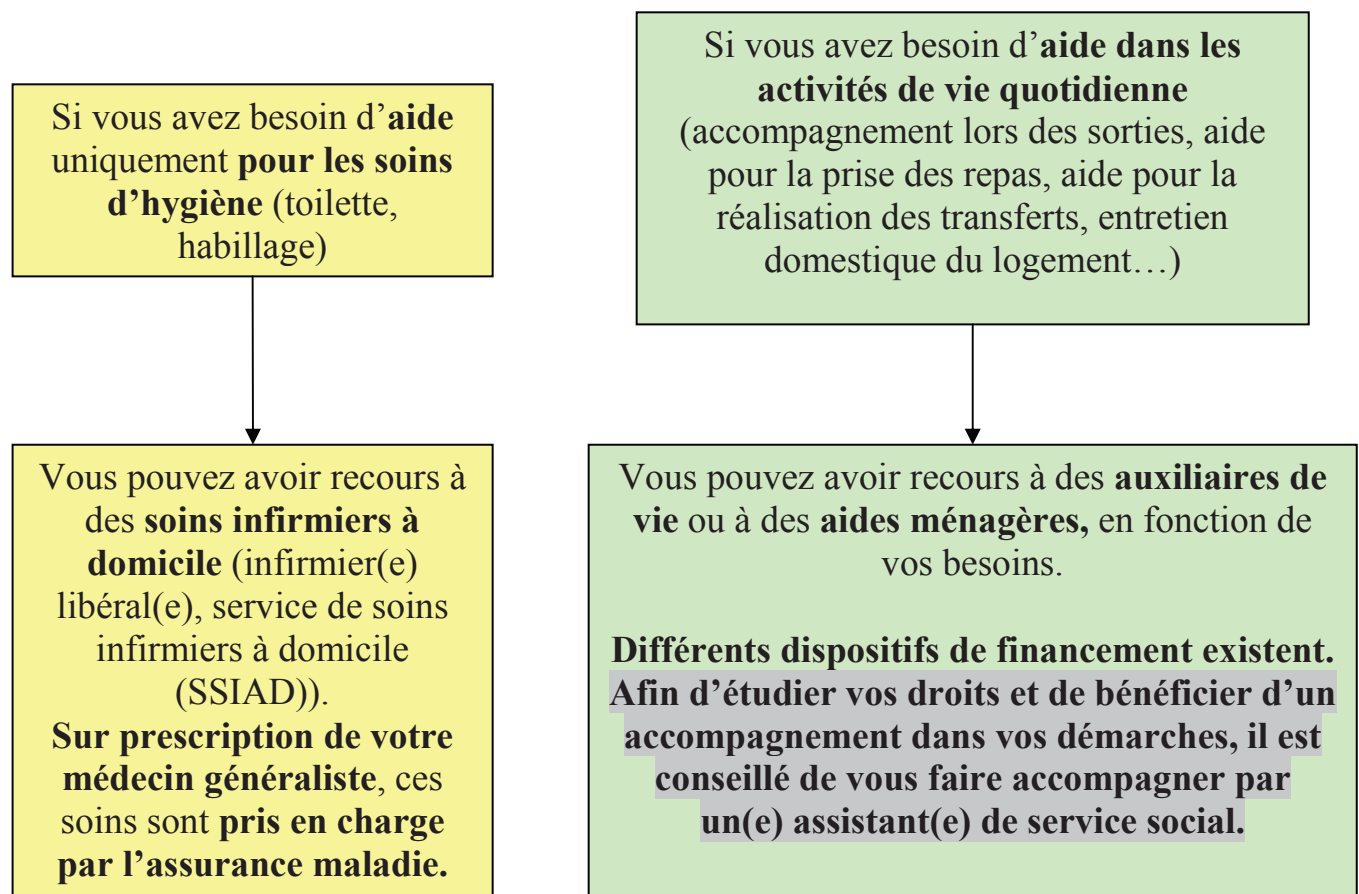 Si vous avez besoin d’aide
uniquement pour les soins
d’hygiène (toilette,
habillage)
Si vous avez besoin d’aide dans les
activités de vie quotidienne
(accompagnement lors des sorties, aide
pour la prise des repas, aide pour la
réalisation des transferts, entretien
domestique du logement…)
Vous pouvez avoir recours à
des soins infirmiers à
domicile (infirmier(e)
libéral(e), service de soins
infirmiers à domicile
(SSIAD)).
Sur prescription de votre
médecin généraliste, ces
soins sont pris en charge
par l’assurance maladie.
Vous pouvez avoir recours à des auxiliaires de
vie ou à des aides ménagères, en fonction de
vos besoins.
Différents dispositifs de financement existent.
Afin d’étudier vos droits et de bénéficier d’un
accompagnement dans vos démarches, il est
conseillé de vous faire accompagner par
un(e) assistant(e) de service social.